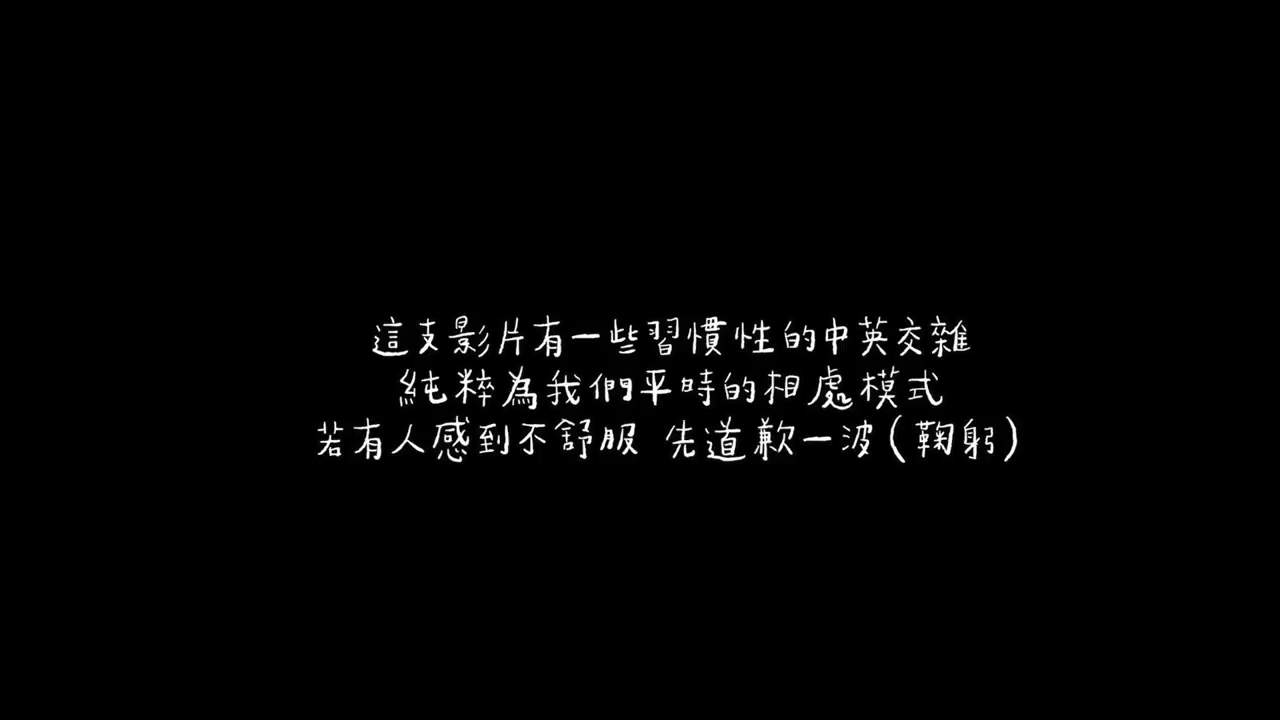 這支影片有一些習慣性的中英交雜
純粹為我們平時的相處模式
若有人感到不舒服 先道歉一波(鞠躬)